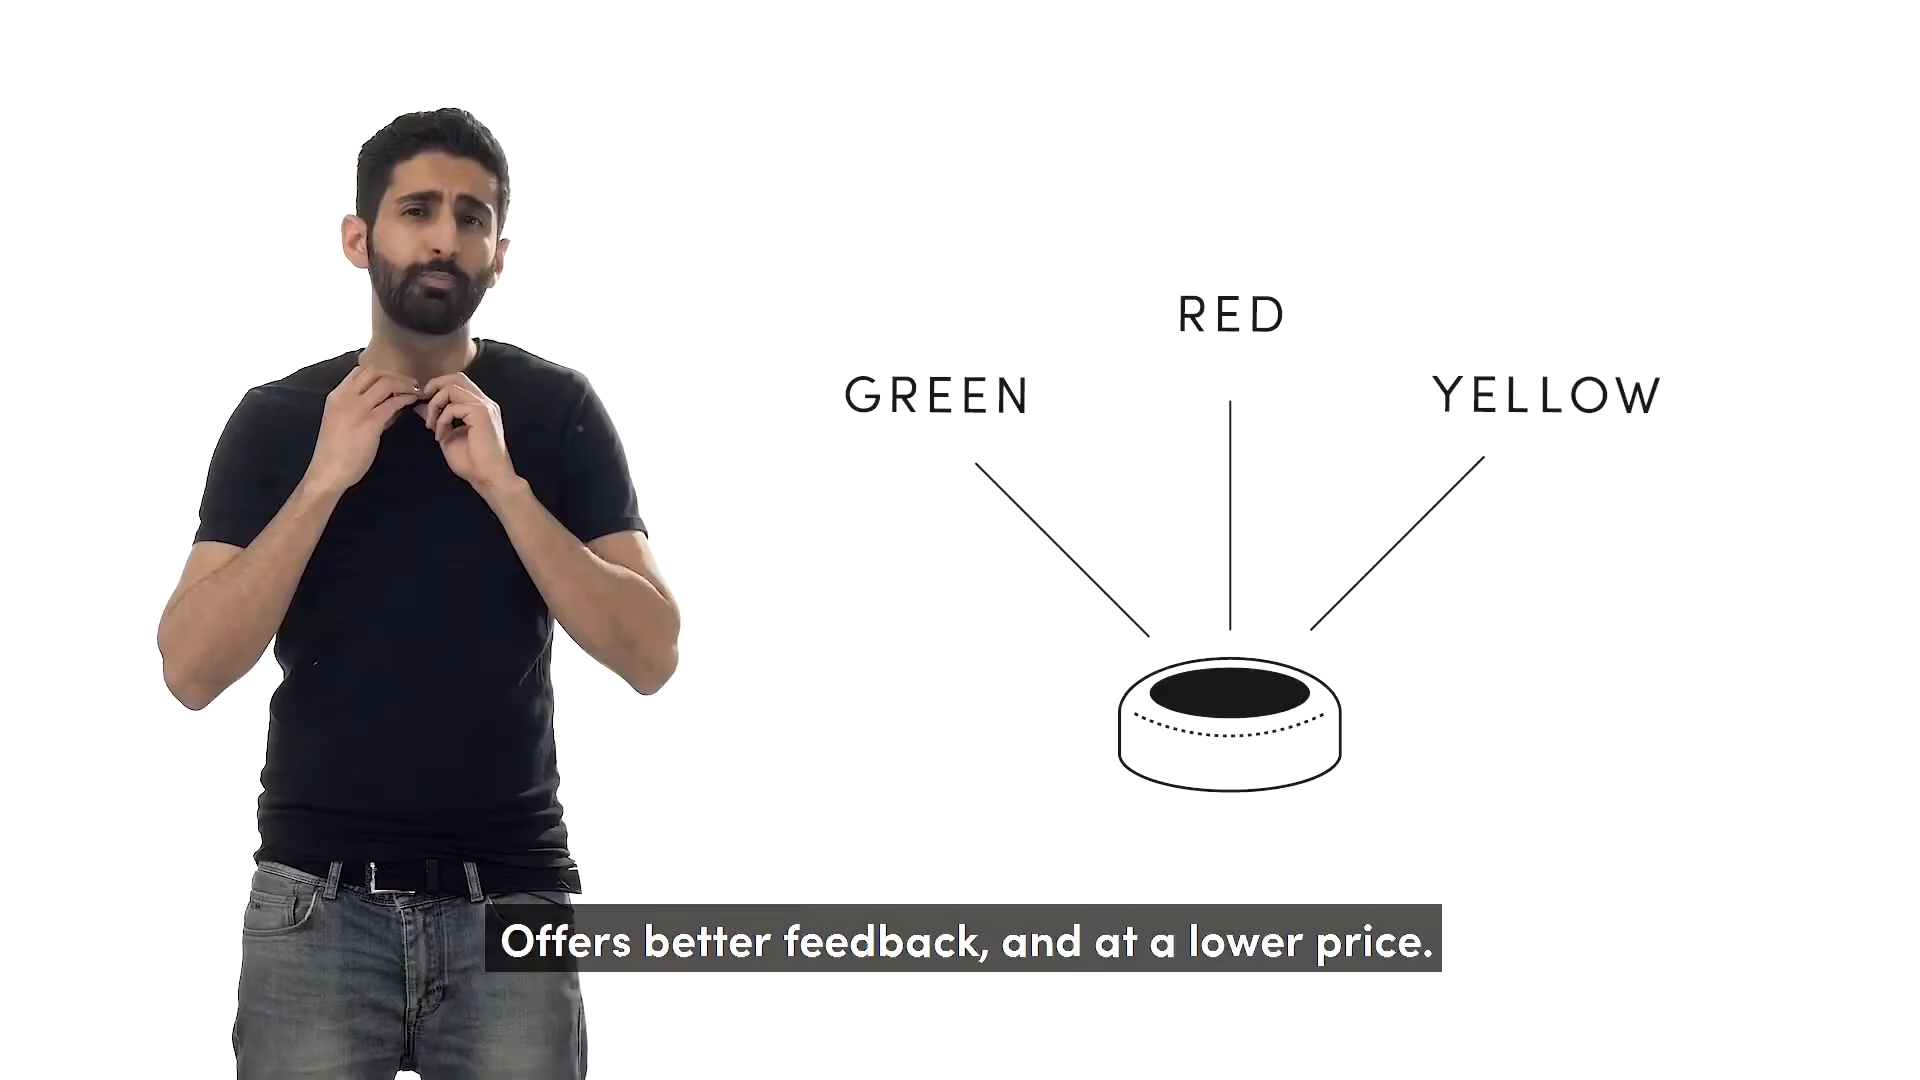 RED
GREEN
YELLOW
Offers better feedback, and at a lower price.